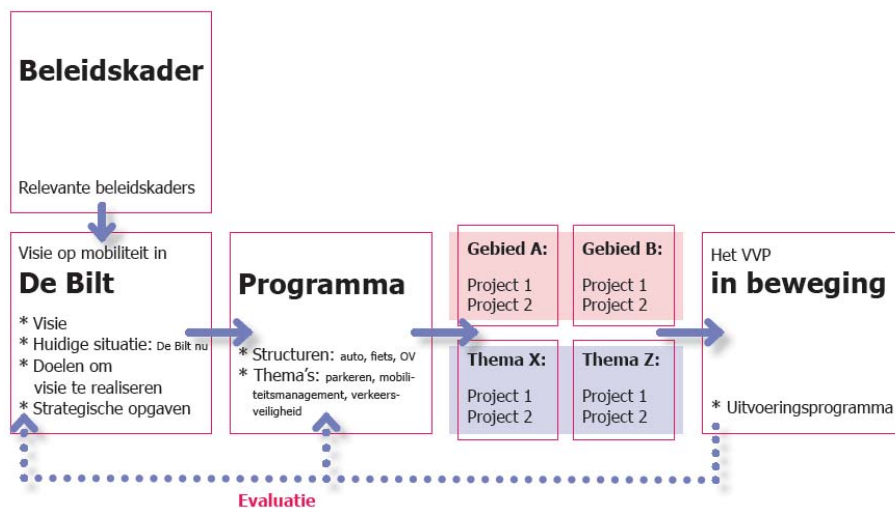 Beleidskader
Relevante beleidskaders
Visie op mobiliteit in
De Bilt
* Visie
* Huidige situatie: De Bilt nu
* Doelen om
visie te realiseren
* Strategische opgaven
Programma
* Structuren: auto, fiets, OV
* Thema's: parkeren, mobili-
teitsmanagement, verkeers-
veiligheid
Gebied A:
Project 1
Project 2
Gebied B:
Project 1
Project 2
Thema X:
Project 1
Project 2
Thema Z:
Project 1
Project 2
Het VVP
in beweging
* Uitvoeringsprogramma
Evaluatie